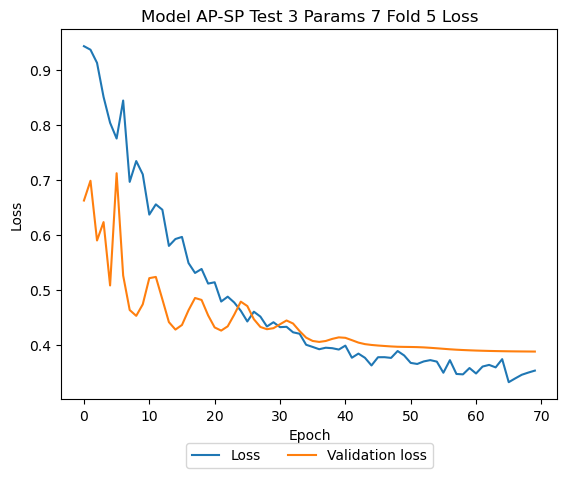 Model AP-SP Test 3 Params 7 Fold 5 Loss
0.9
0.8
0.7
0.6
0.5
0.4
Loss
0 10 20 30 40 50 60 70
Epoch
Loss Validation loss